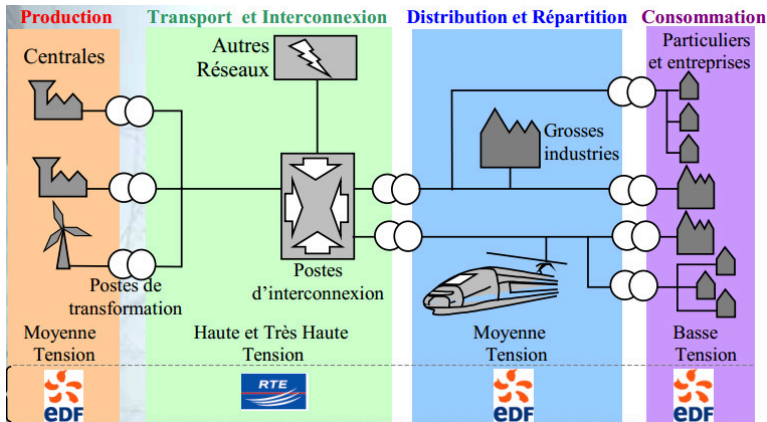 Production
Transport et Interconnexion
Distribution et Répartition
Consommation
Centrales
Autres
Réseaux
Particuliers
et entreprises
Grosses
industries
Postes de
transformation
Postes
d'interconnexion
Moyenne
Tension
Haute et Très Haute
Tension
Moyenne
Tension
Basse
Tension
eDF
RTE
eDF
eDF